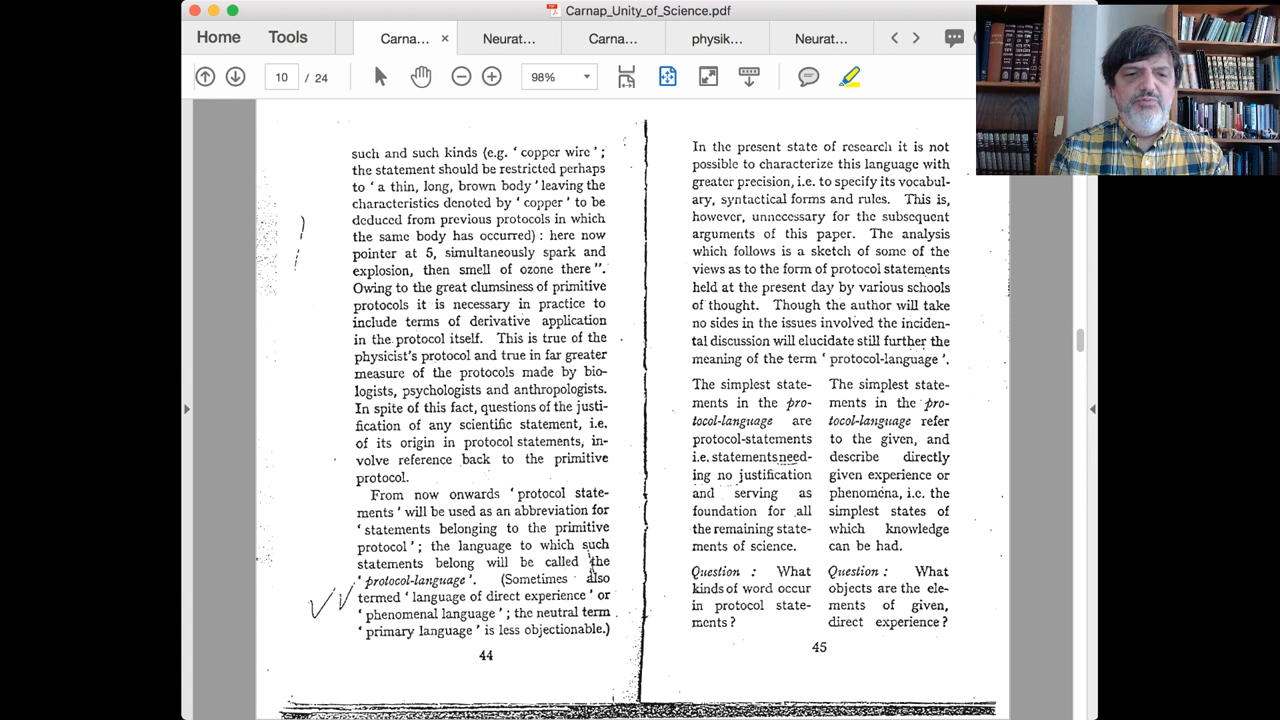 Carnap_Unity_of_Science.pdf
Home Tools Carna... × Neurat... Carna... physik... Neurat...
10 / 24 98%
such and such kinds (e.g. ' copper wire' ;
the statement should be restricted perhaps
to ' a thin, long, brown body ' leaving the
characteristics denoted by ' copper ' to be
deduced from previous protocols in which
the same body has occurred) : here now
pointer at 5, simultaneously spark and
explosion, then smell of ozone there ".
Owing to the great clumsiness of primitive
protocols it is necessary in practice to
include terms of derivative application
in the protocol itself. This is true of the
physicist's protocol and true in far greater
measure of the protocols made by bio-
logists, psychologists and anthropologists.
In spite of this fact, questions of the justi-
fication of any scientific statement, i.e.
of its origin in protocol statements, in-
volve reference back to the primitive
protocol.
From now onwards ' protocol state-
ments ' will be used as an abbreviation for
' statements belonging to the primitive
protocol ' ; the language to which such
statements belong will be called the
' protocol-language '. (Sometimes also
termed ' language of direct experience ' or
' phenomenal language ' ; the neutral term
' primary language ' is less objectionable.)
44
In the present state of research it is not
possible to characterize this language with
greater precision, i.e. to specify its vocabul-
ary, syntactical forms and rules. This is,
however, unnecessary for the subsequent
arguments of this paper. The analysis
which follows is a sketch of some of the
views as to the form of protocol statements
held at the present day by various schools
of thought. Though the author will take
no sides in the issues involved the inciden-
tal discussion will elucidate still further the
meaning of the term ' protocol-language '.
The simplest state-
ments in the pro-
tocol-language are
protocol-statements
i.e. statements need-
ing no justification
and serving as
foundation for all
the remaining state-
ments of science.
Question : What
kinds of word occur
in protocol state-
ments ?
The simplest state-
ments in the pro-
tocol-language refer
to the given, and
describe directly
given experience or
phenomena, i.e. the
simplest states of
which knowledge
can be had.
Question : What
objects are the ele-
ments of given,
direct experience ?
45